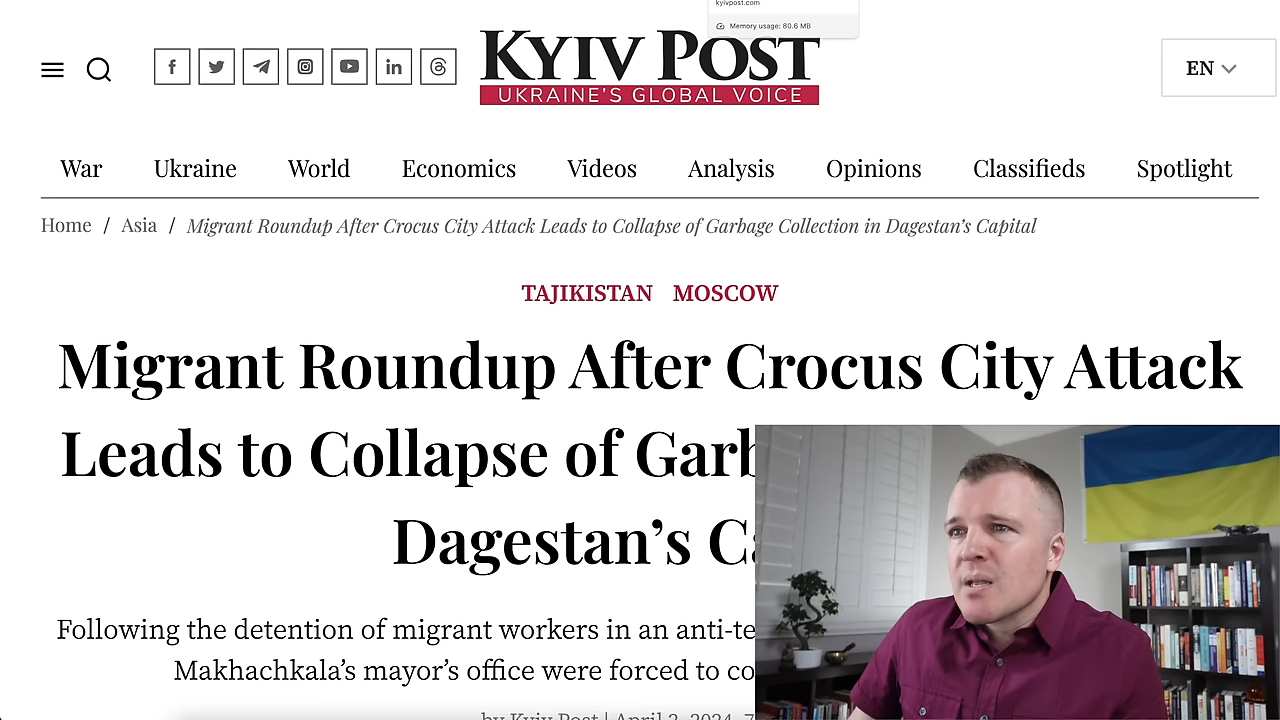 kyivpost.com
Memory usage: 80.6 MB
KYIV POST
UKRAINE'S GLOBAL VOICE
EN
War Ukraine World Economics Videos Analysis Opinions Classifieds Spotlight
Home / Asia / Migrant Roundup After Crocus City Attack Leads to Collapse of Garbage Collection in Dagestan's Capital
TAJIKISTAN MOSCOW
Migrant Roundup After Crocus City Attack
Leads to Collapse of Garb
Dagestan's Ca
Following the detention of migrant workers in an anti-te
Makhachkala's mayor's office were forced to co
by Kyiv Post | April 2, 2024, 7